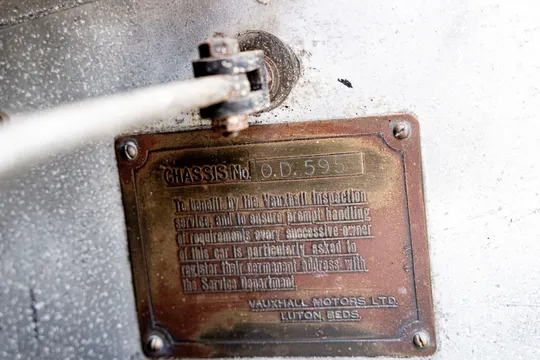 CHASSIS No. O.D. 595
To benefit by the Vauxhall Inspection
service, and to ensure prompt handling
of requirements every successive owner
of this car is particularly asked to
register their permanent address with
the Service Department.
VAUXHALL MOTORS LTD
LUTON, BEDS.